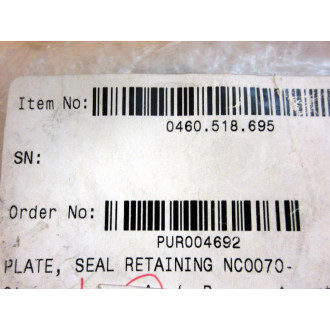 Item No:
0460.518.695
SN:
Order No:
PUR004692
PLATE, SEAL RETAINING NC0070-